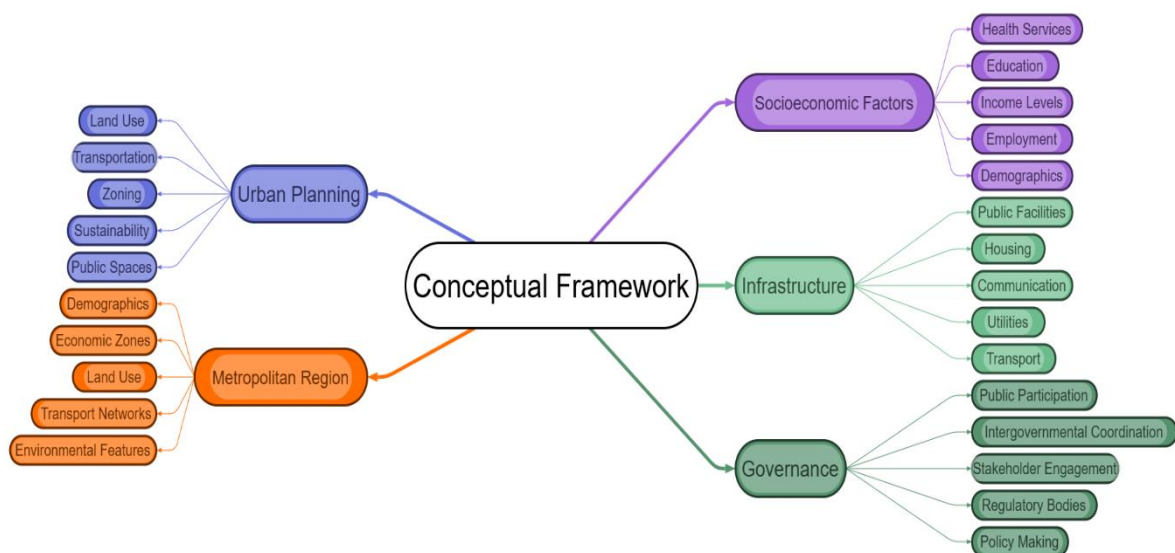 Conceptual Framework
Urban Planning
Land Use
Transportation
Zoning
Sustainability
Public Spaces
Metropolitan Region
Demographics
Economic Zones
Land Use
Transport Networks
Environmental Features
Socioeconomic Factors
Health Services
Education
Income Levels
Employment
Demographics
Infrastructure
Public Facilities
Housing
Communication
Utilities
Transport
Governance
Public Participation
Intergovernmental Coordination
Stakeholder Engagement
Regulatory Bodies
Policy Making